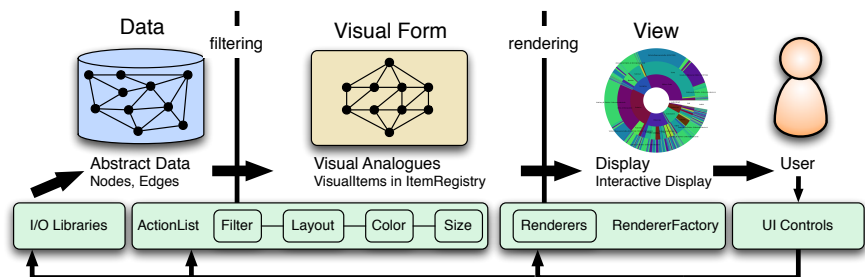 Data
filtering
Visual Form
rendering
View
Abstract Data
Nodes, Edges
Visual Analogues
VisualItems in ItemRegistry
Display
Interactive Display
User
I/O Libraries
ActionList
Filter
Layout
Color
Size
Renderers
RendererFactory
UI Controls